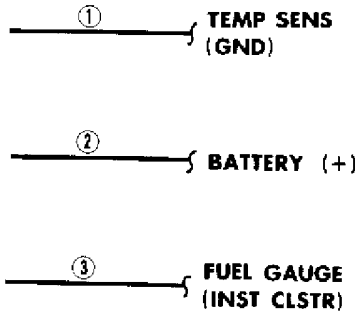 ① TEMP SENS
(GND)
② BATTERY (+)
③ FUEL GAUGE
(INST CLSTR)